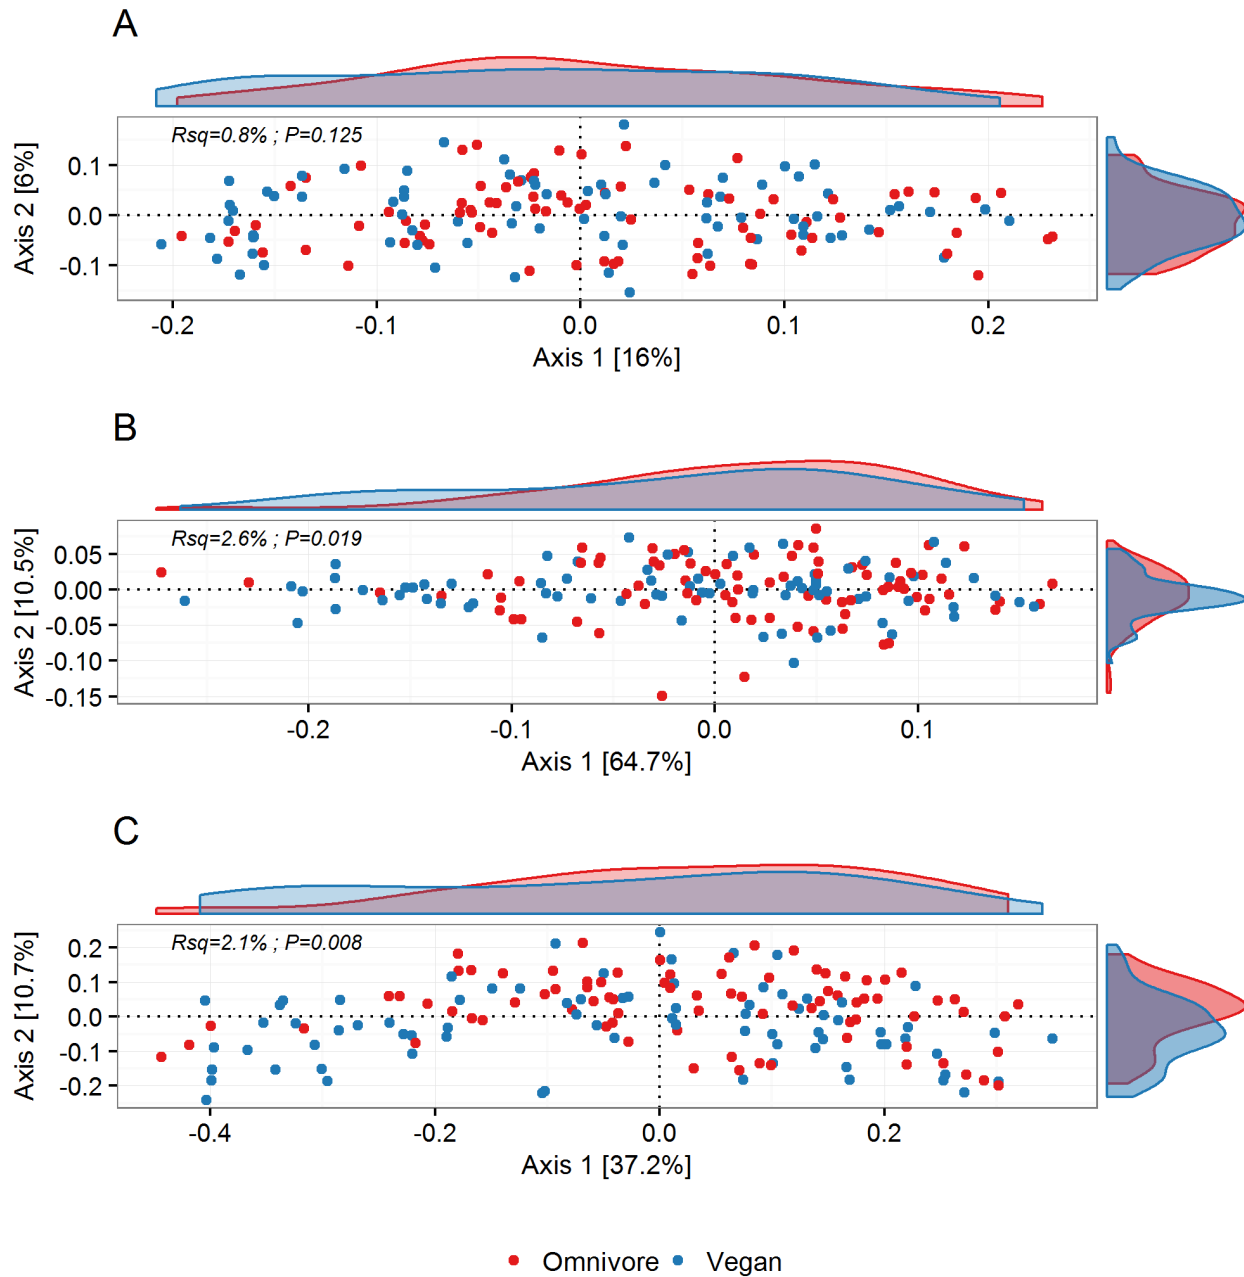 A
Rsq=0.8% ; P=0.125
Axis 2 [6%]
0.1
0.0
-0.1
-0.2 -0.1 0.0 0.1 0.2
Axis 1 [16%]
B
Rsq=2.6% ; P=0.019
Axis 2 [10.5%]
0.05
0.00
-0.05
-0.10
-0.15
-0.2 -0.1 0.0 0.1
Axis 1 [64.7%]
C
Rsq=2.1% ; P=0.008
Axis 2 [10.7%]
0.2
0.1
0.0
-0.1
-0.2
-0.4 -0.2 0.0 0.2
Axis 1 [37.2%]
Omnivore Vegan